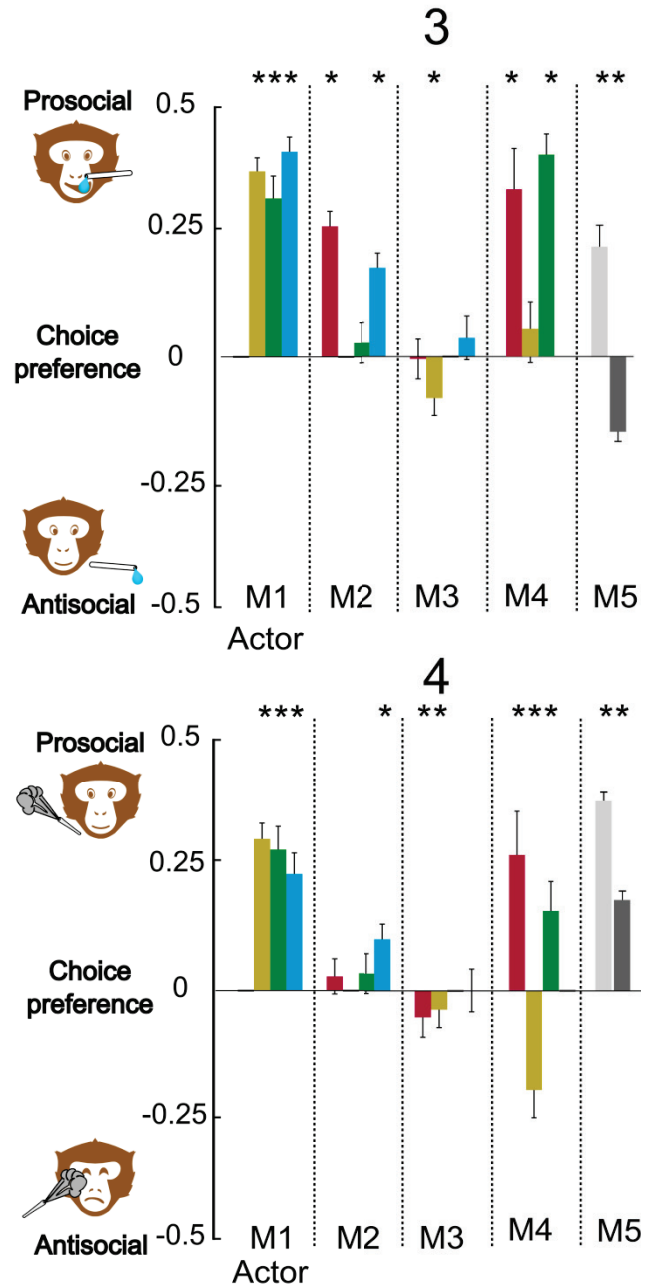 3
*** * * * * * **
Prosocial
0.5
0.25
Choice
preference
0
-0.25
Antisocial
-0.5
M1 M2 M3 M4 M5
Actor
4
*** * ** *** **
Prosocial
0.5
0.25
Choice
preference
0
-0.25
Antisocial
-0.5
M1 M2 M3 M4 M5
Actor